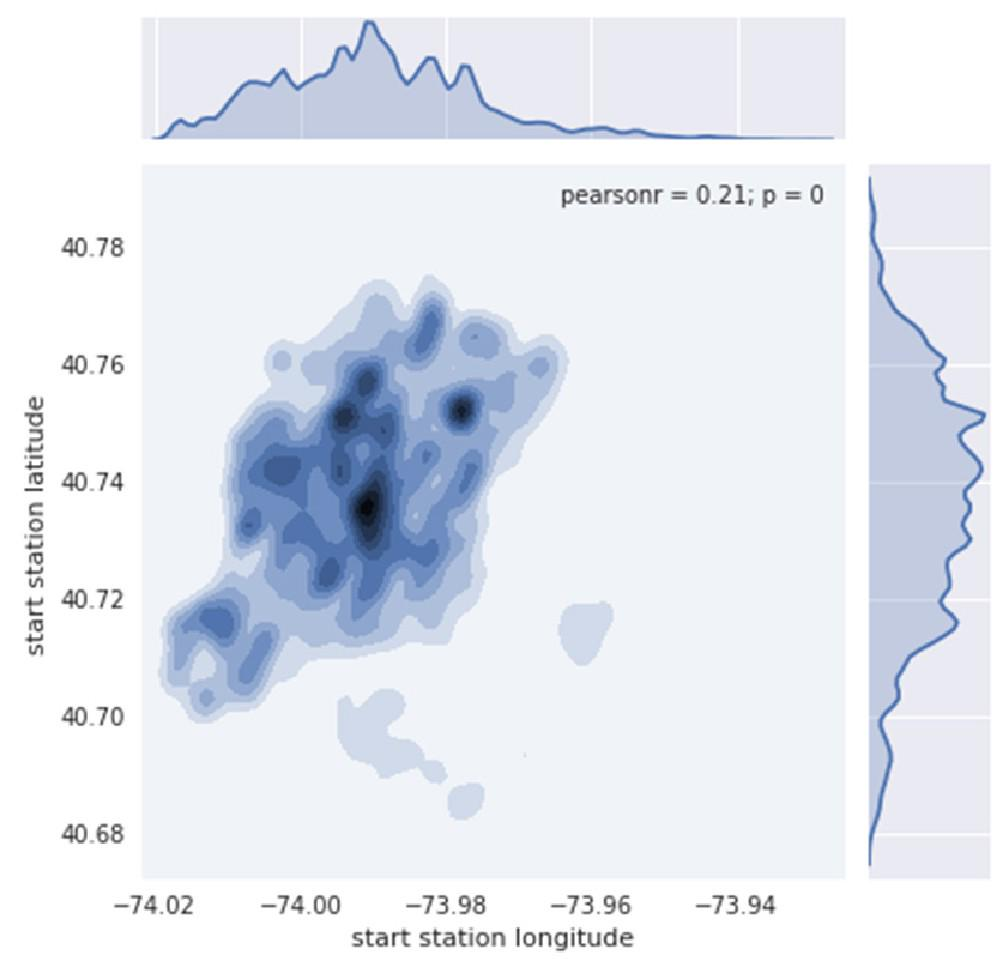 pearsonr = 0.21; p = 0
40.78
40.76
40.74
40.72
40.70
40.68
start station latitude
−74.02 −74.00 −73.98 −73.96 −73.94
start station longitude